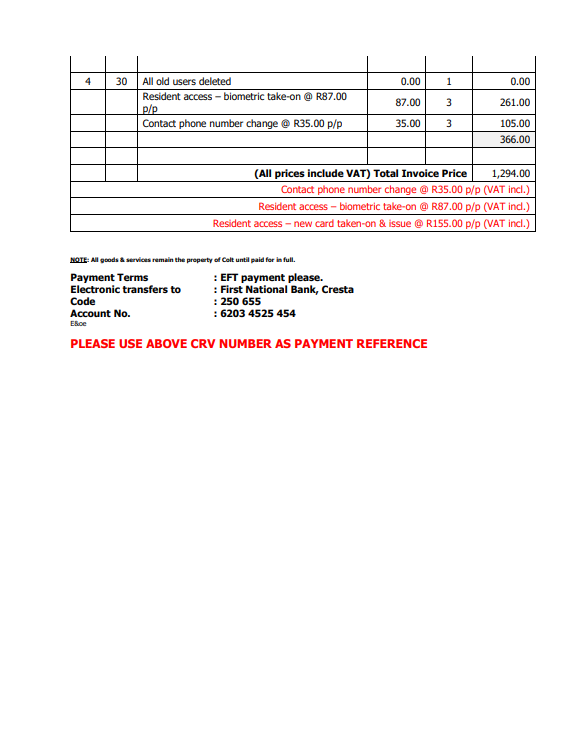 4 30 All old users deleted 0.00 1 0.00
Resident access – biometric take-on @ R87.00
p/p 87.00 3 261.00
Contact phone number change @ R35.00 p/p 35.00 3 105.00
366.00
(All prices include VAT) Total Invoice Price 1,294.00
Contact phone number change @ R35.00 p/p (VAT incl.)
Resident access – biometric take-on @ R87.00 p/p (VAT incl.)
Resident access – new card taken-on & issue @ R155.00 p/p (VAT incl.)
NOTE: All goods & services remain the property of Colt until paid for in full.
Payment Terms : EFT payment please.
Electronic transfers to : First National Bank, Cresta
Code : 250 655
Account No. : 6203 4525 454
E&oe
PLEASE USE ABOVE CRV NUMBER AS PAYMENT REFERENCE